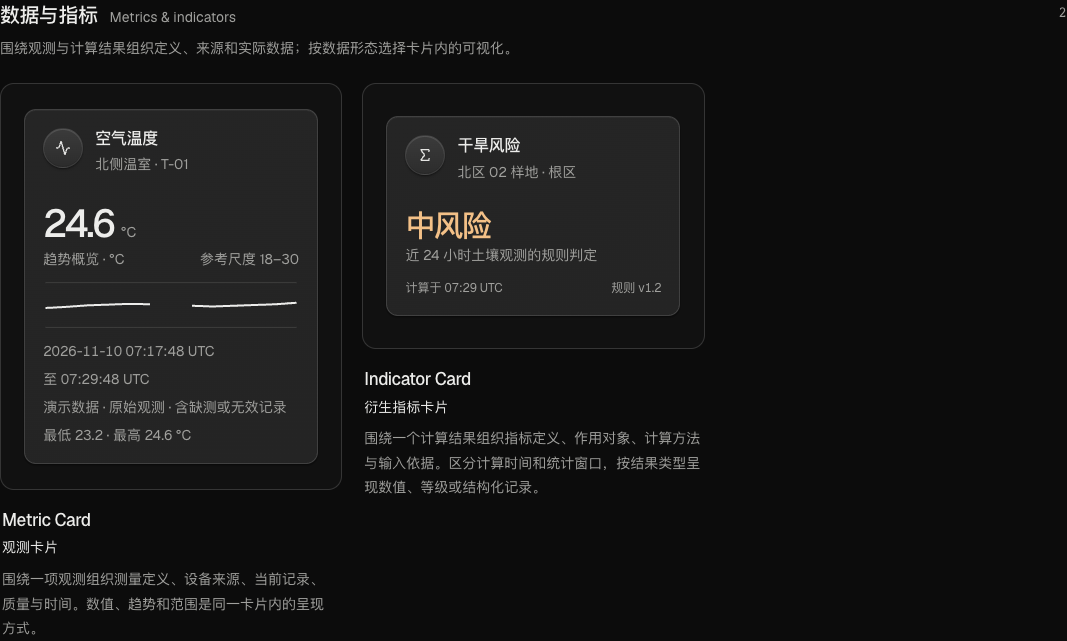 数据与指标 Metrics & indicators 2
围绕观测与计算结果组织定义、来源和实际数据；按数据形态选择卡片内的可视化。
空气温度
北侧温室 · T-01
24.6 °C
趋势概览 · °C 参考尺度 18–30
2026-11-10 07:17:48 UTC
至 07:29:48 UTC
演示数据 · 原始观测 · 含缺测或无效记录
最低 23.2 · 最高 24.6 °C
Metric Card
观测卡片
围绕一项观测组织测量定义、设备来源、当前记录、
质量与时间。数值、趋势和范围是同一卡片内的呈现
方式。
Σ
干旱风险
北区 02 样地 · 根区
中风险
近 24 小时土壤观测的规则判定
计算于 07:29 UTC 规则 v1.2
Indicator Card
衍生指标卡片
围绕一个计算结果组织指标定义、作用对象、计算方法
与输入依据。区分计算时间和统计窗口，按结果类型呈
现数值、等级或结构化记录。